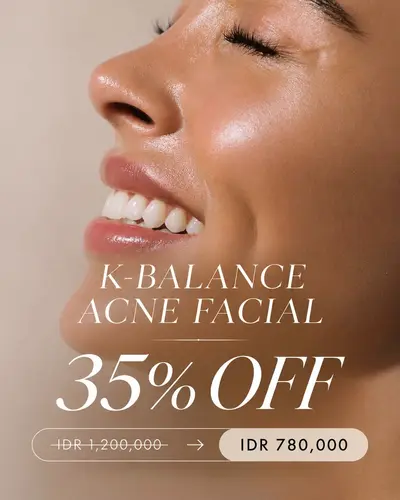 K-BALANCE
ACNE FACIAL
35% OFF
IDR 1,200,000 → IDR 780,000